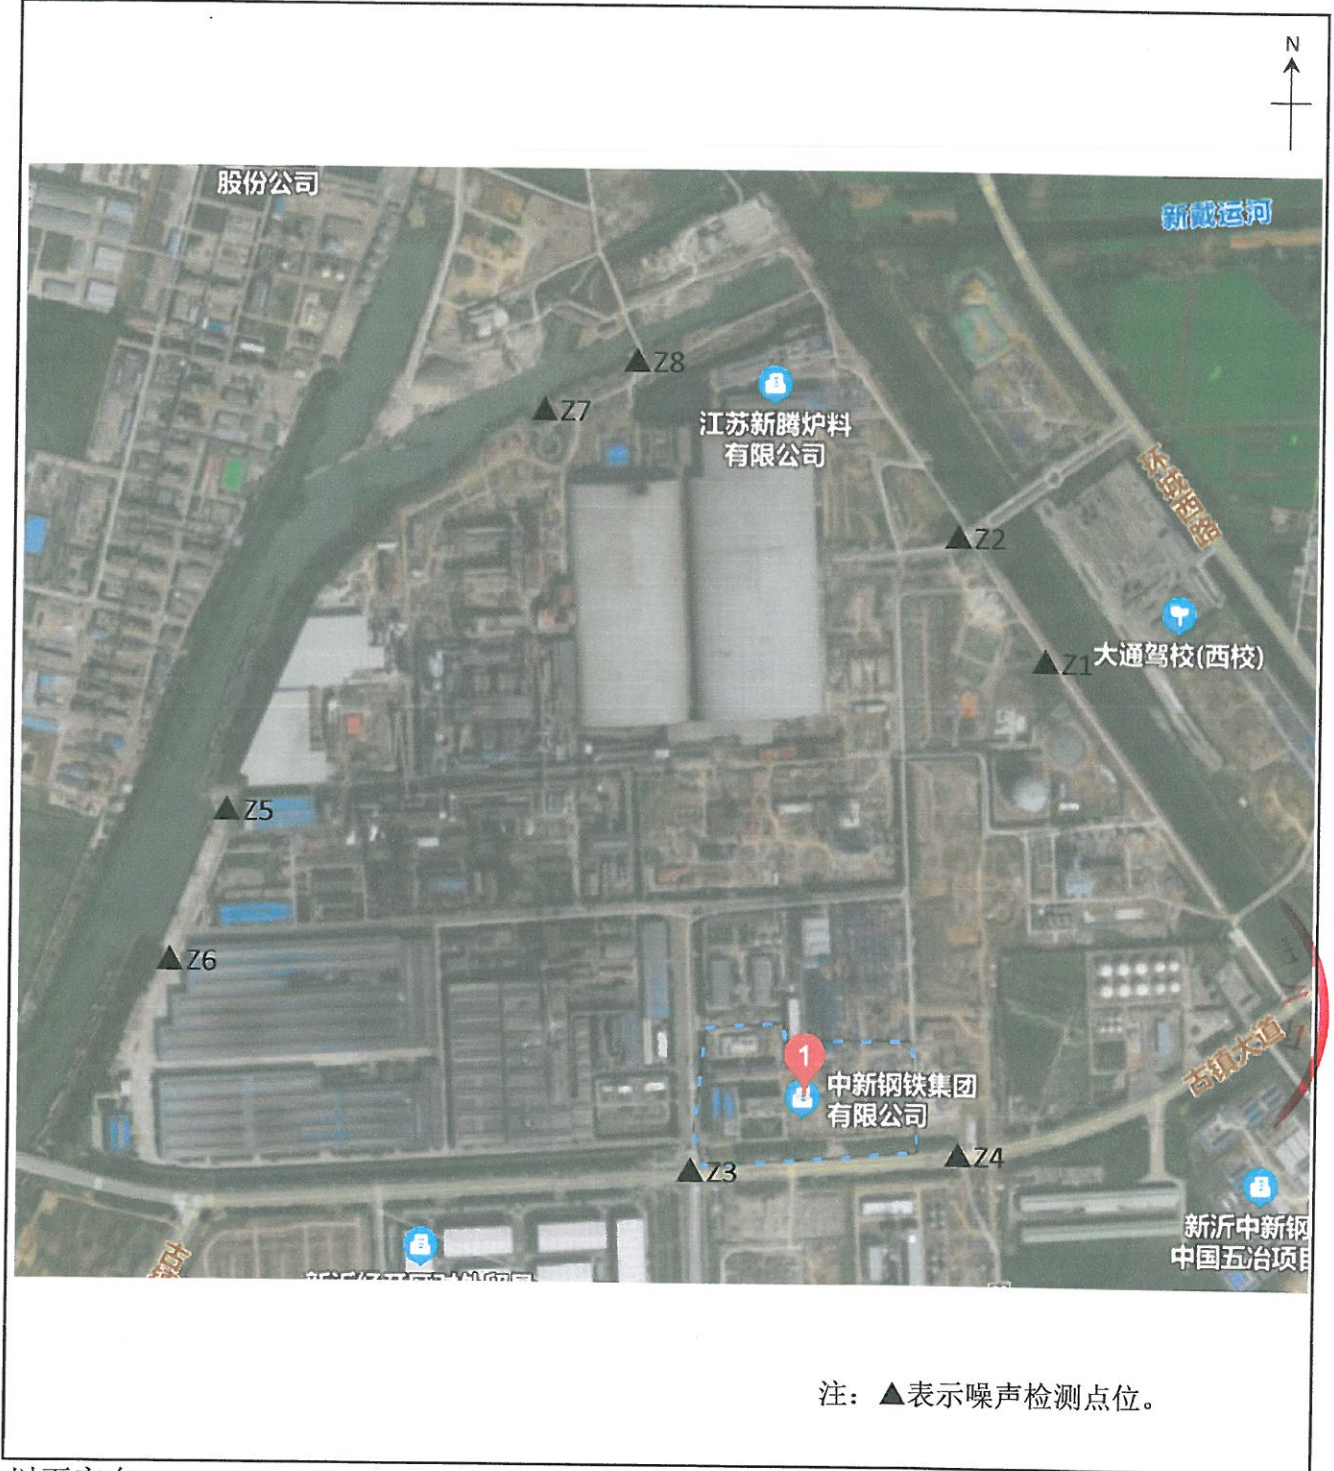 N
股份公司
新戴运河
Z8
江苏新腾炉料
有限公司
Z7
环城西路
Z2
大通驾校(西校)
Z1
Z5
Z6
1
中新钢铁集团
有限公司
古镇大道
Z4
Z3
新沂中新钢
中国五冶项目
古
注：▲表示噪声检测点位。